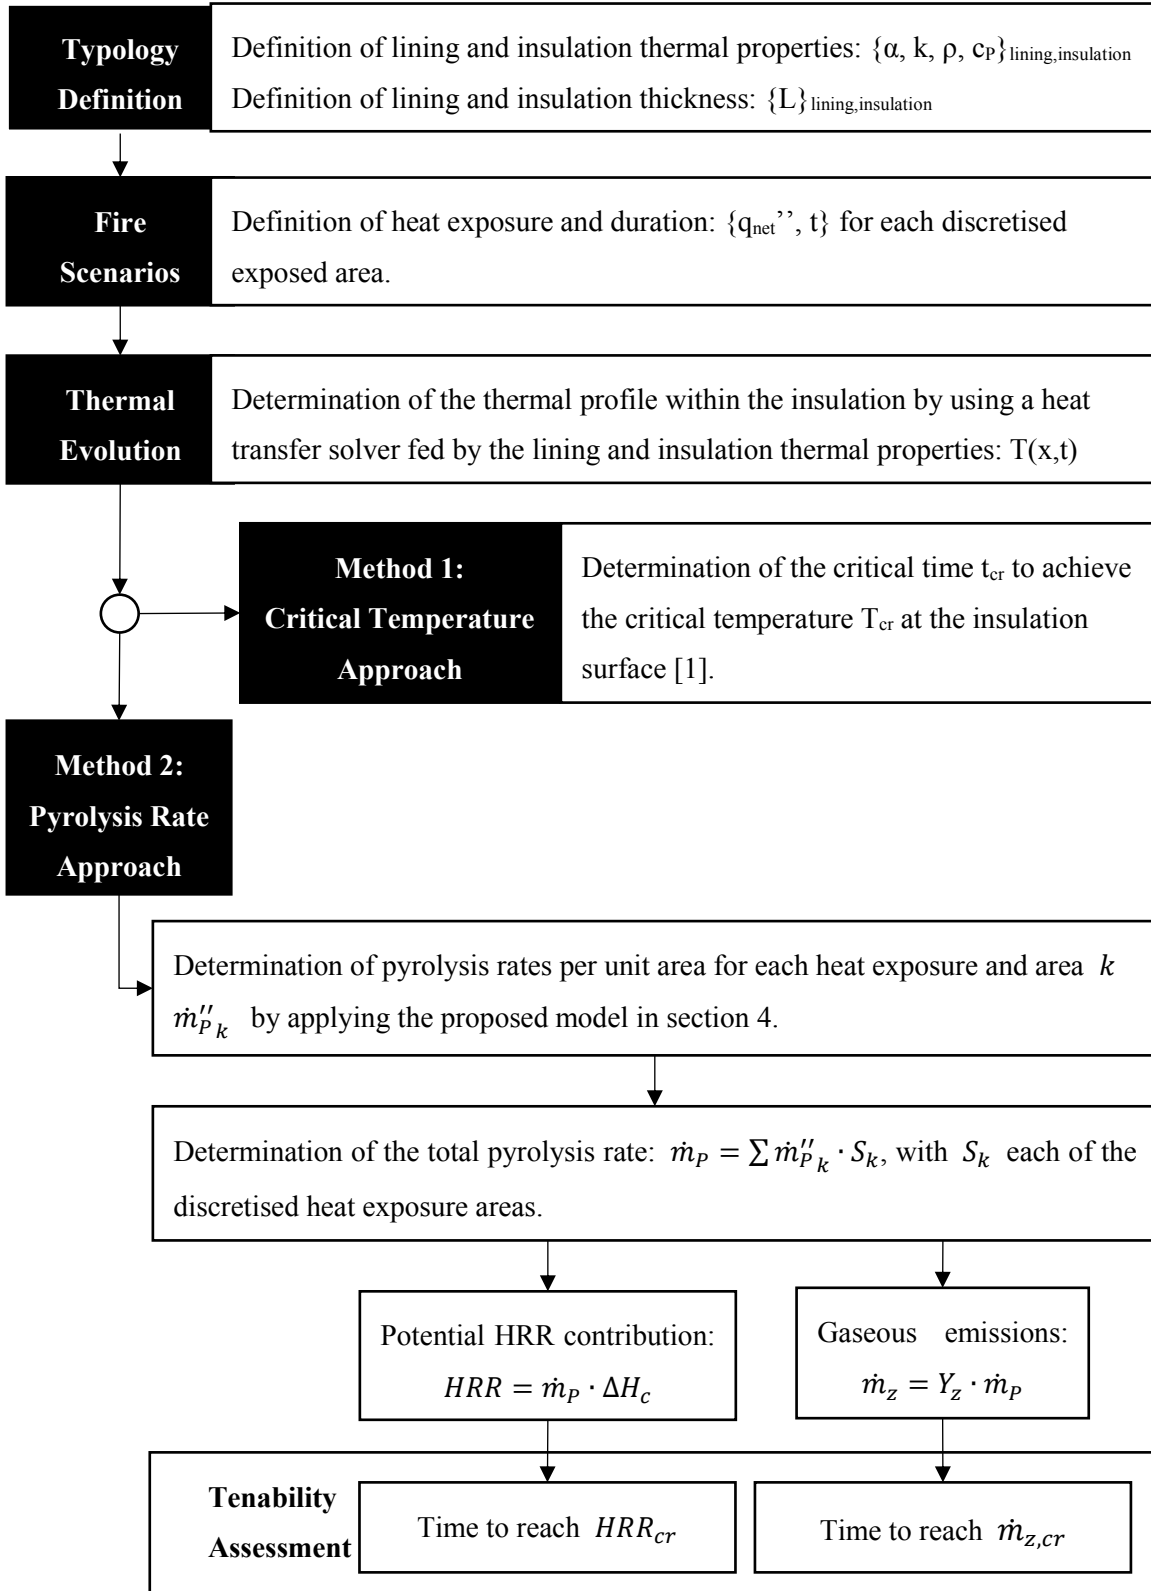 Typology
Definition
Definition of lining and insulation thermal properties: {α, k, ρ, cP}lining,insulation
Definition of lining and insulation thickness: {L}lining,insulation
Fire
Scenarios
Definition of heat exposure and duration: {qnet’’, t} for each discretised
exposed area.
Thermal
Evolution
Determination of the thermal profile within the insulation by using a heat
transfer solver fed by the lining and insulation thermal properties: T(x,t)
Method 1:
Critical Temperature
Approach
Determination of the critical time tcr to achieve
the critical temperature Tcr at the insulation
surface [1].
Method 2:
Pyrolysis Rate
Approach
Determination of pyrolysis rates per unit area for each heat exposure and area k
ṁ′′P k by applying the proposed model in section 4.
Determination of the total pyrolysis rate: ṁP = ∑ ṁ′′P k · Sk, with Sk each of the
discretised heat exposure areas.
Potential HRR contribution:
HRR = ṁP · ΔHc
Gaseous emissions:
ṁz = Yz · ṁP
Tenability
Assessment
Time to reach HRRcr
Time to reach ṁz,cr